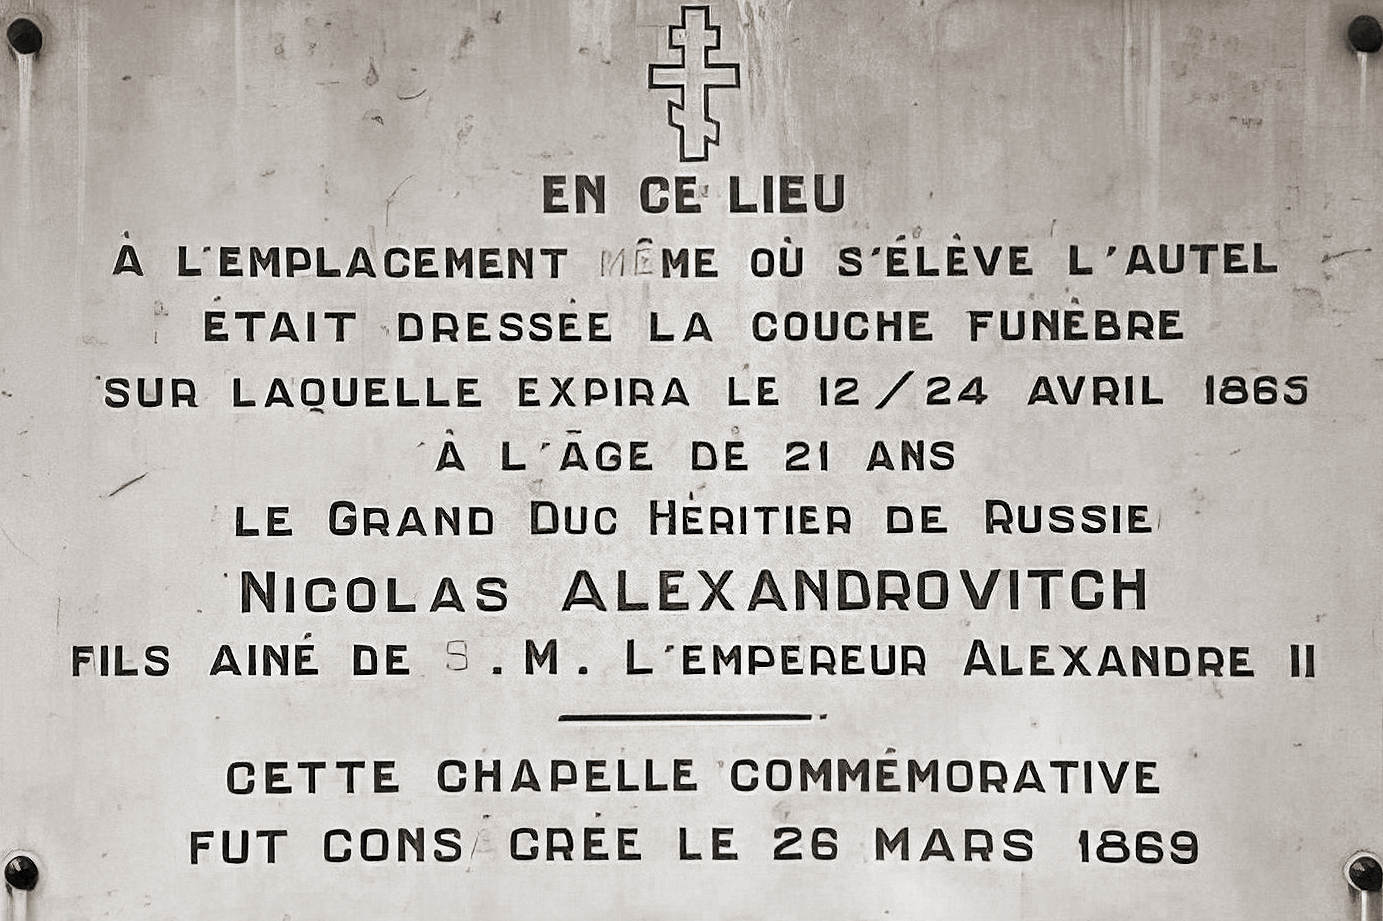 EN CE LIEU
À L'EMPLACEMENT MÊME OÙ S'ÉLÈVE L'AUTEL
ÉTAIT DRESSÉE LA COUCHE FUNÈBRE
SUR LAQUELLE EXPIRA LE 12/24 AVRIL 1865
À L'ÂGE DE 21 ANS
LE GRAND DUC HÉRITIER DE RUSSIE
NICOLAS ALEXANDROVITCH
FILS AINÉ DE S.M. L'EMPEREUR ALEXANDRE II
CETTE CHAPELLE COMMÉMORATIVE
FUT CONSACRÉE LE 26 MARS 1869